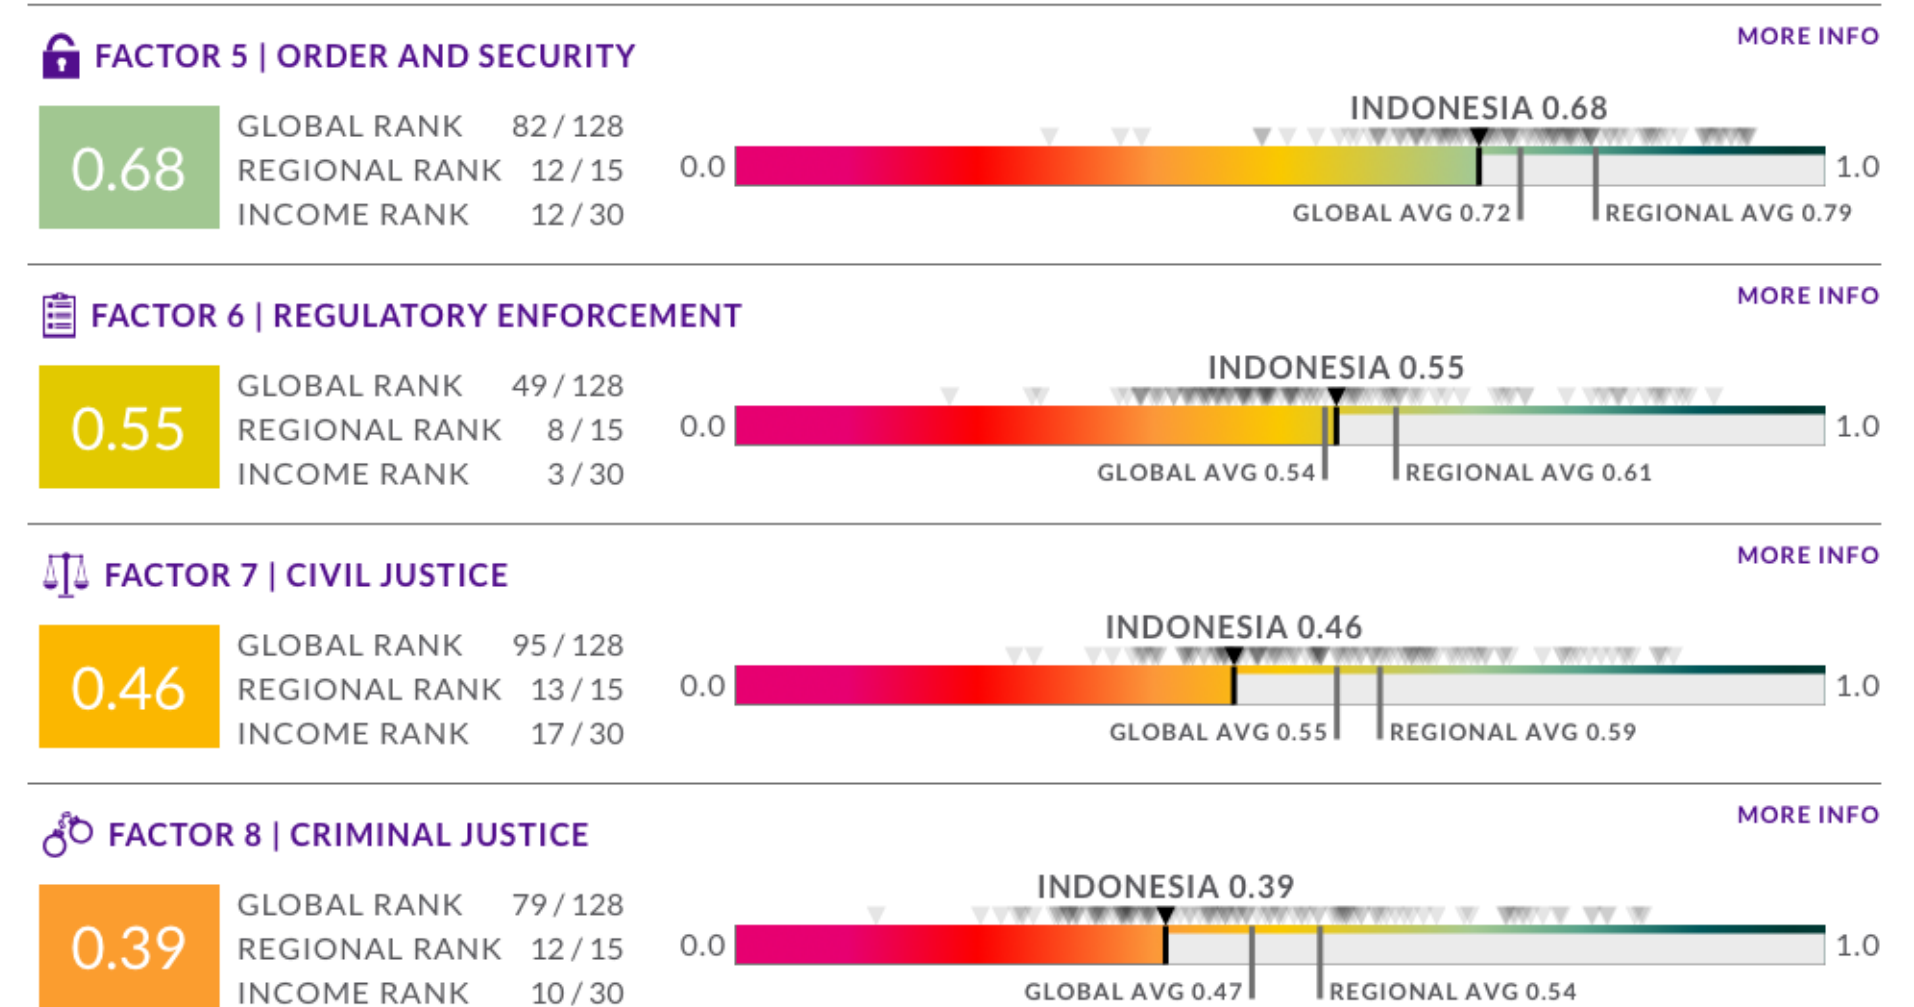 MORE INFO
FACTOR 5 | ORDER AND SECURITY
INDONESIA 0.68
0.68
GLOBAL RANK 82 / 128
REGIONAL RANK 12 / 15
INCOME RANK 12 / 30
0.0
1.0
GLOBAL AVG 0.72
REGIONAL AVG 0.79
MORE INFO
FACTOR 6 | REGULATORY ENFORCEMENT
INDONESIA 0.55
0.55
GLOBAL RANK 49 / 128
REGIONAL RANK 8 / 15
INCOME RANK 3 / 30
0.0
1.0
GLOBAL AVG 0.54
REGIONAL AVG 0.61
MORE INFO
FACTOR 7 | CIVIL JUSTICE
INDONESIA 0.46
0.46
GLOBAL RANK 95 / 128
REGIONAL RANK 13 / 15
INCOME RANK 17 / 30
0.0
1.0
GLOBAL AVG 0.55
REGIONAL AVG 0.59
MORE INFO
FACTOR 8 | CRIMINAL JUSTICE
INDONESIA 0.39
0.39
GLOBAL RANK 79 / 128
REGIONAL RANK 12 / 15
INCOME RANK 10 / 30
0.0
1.0
GLOBAL AVG 0.47
REGIONAL AVG 0.54